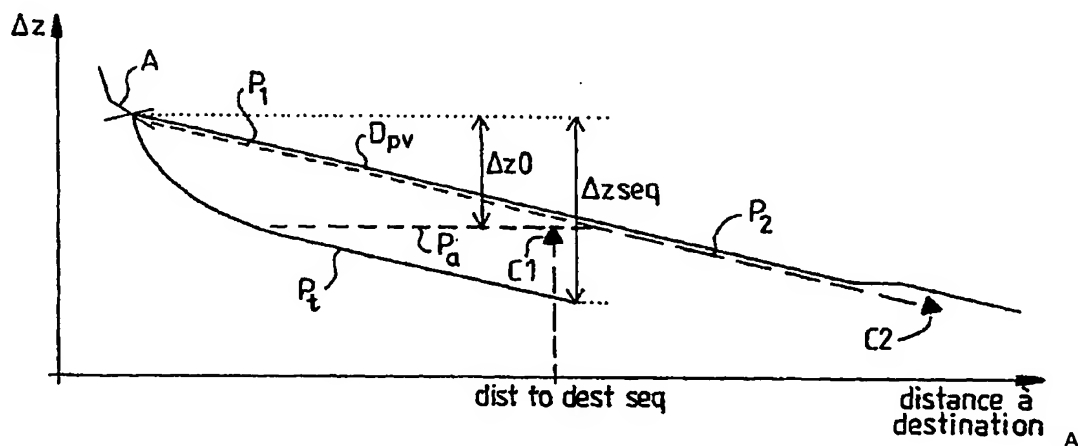 Δz
A
P1
Dpv
Δz0
Δzseq
P2
Pa
C1
Pt
C2
dist to dest seq
distance à
destination
A